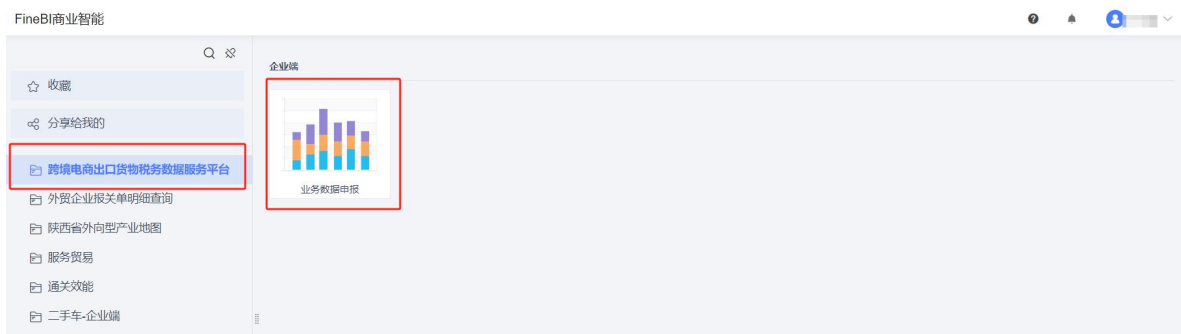 FineBI商业智能
收藏
分享给我的
跨境电商出口货物税务数据服务平台
外贸企业报关单明细查询
陕西省外向型产业地图
服务贸易
通关效能
二手车-企业端
企业端
业务数据申报